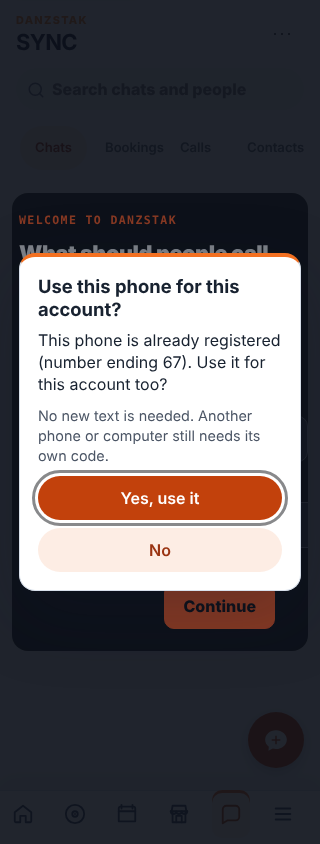 DANZSTAK
SYNC
Search chats and people
Chats Bookings Calls Contacts
WELCOME TO DANZSTAK
What should people call
Use this phone for this
account?
This phone is already registered
(number ending 67). Use it for
this account too?
No new text is needed. Another
phone or computer still needs its
own code.
Yes, use it
No
Continue